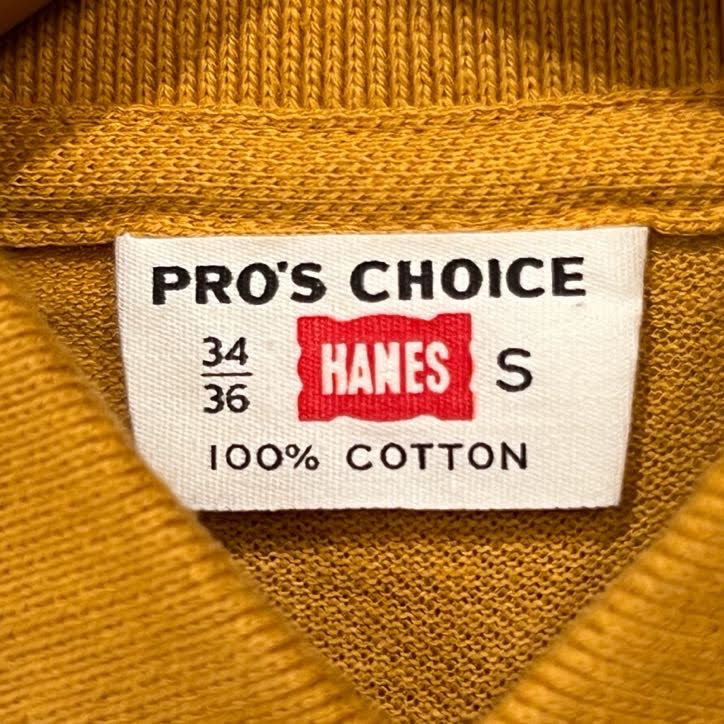 PRO'S CHOICE
34
36
HANES
S
100% COTTON